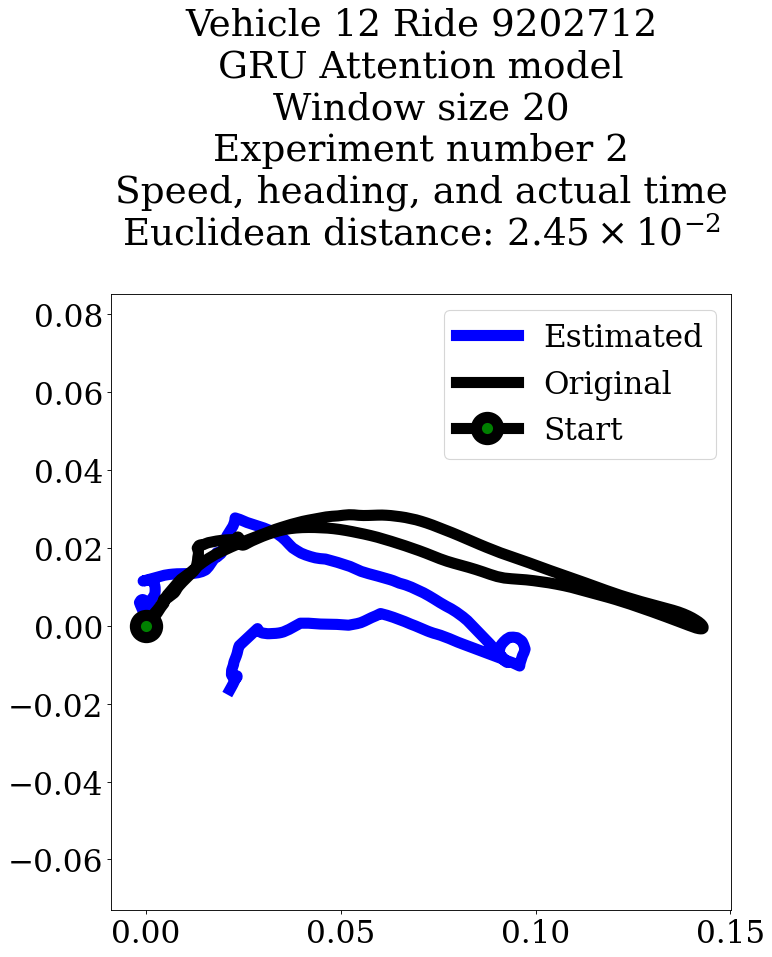 Vehicle 12 Ride 9202712
GRU Attention model
Window size 20
Experiment number 2
Speed, heading, and actual time
Euclidean distance: 2.45 × 10⁻²
Estimated
Original
Start
0.08
0.06
0.04
0.02
0.00
−0.02
−0.04
−0.06
0.00 0.05 0.10 0.15